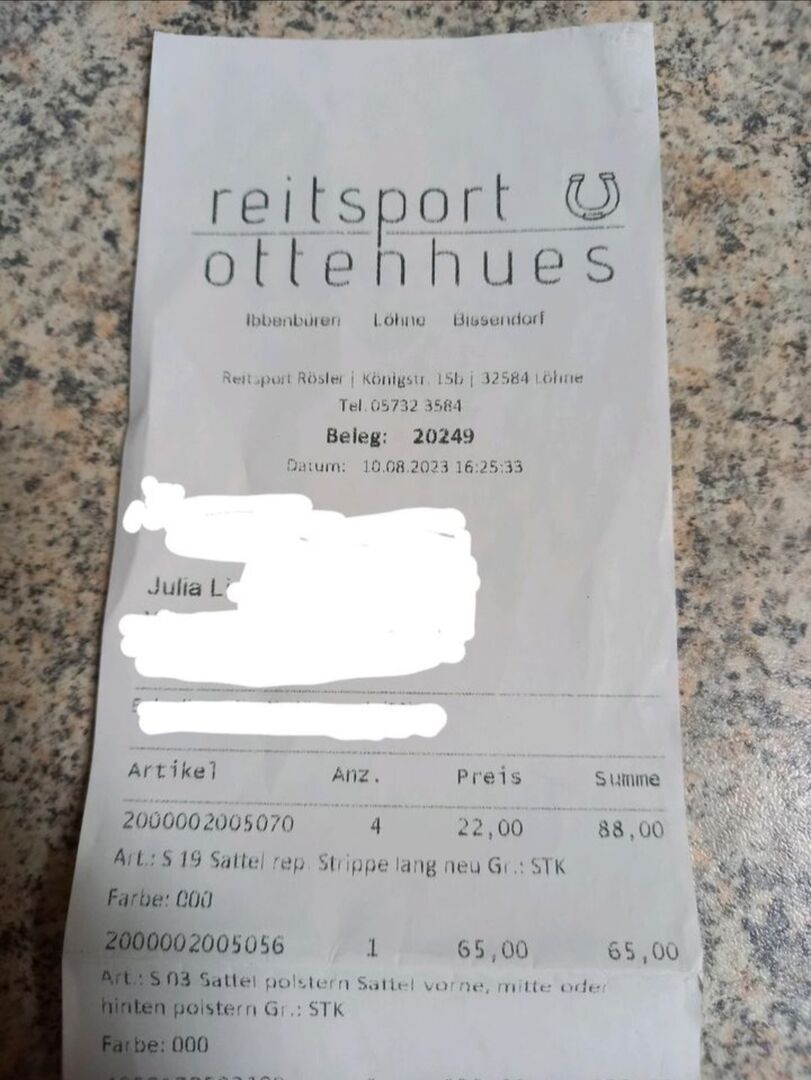 reitsport
ottenhues
Ibbenbüren Löhne Bissendorf
Reitsport Rösler | Königstr. 15b | 32584 Löhne
Tel. 05732 3584
Beleg: 20249
Datum: 10.08.2023 16:25:33
Julia
Artikel Anz. Preis Summe
2000002005070 4 22,00 88,00
Art.: S 19 Sattel rep. Strippe lang neu Gr.: STK
Farbe: 000
2000002005056 1 65,00 65,00
Art.: S 03 Sattel polstern Sattel vorne, mitte oder
hinten polstern Gr.: STK
Farbe: 000